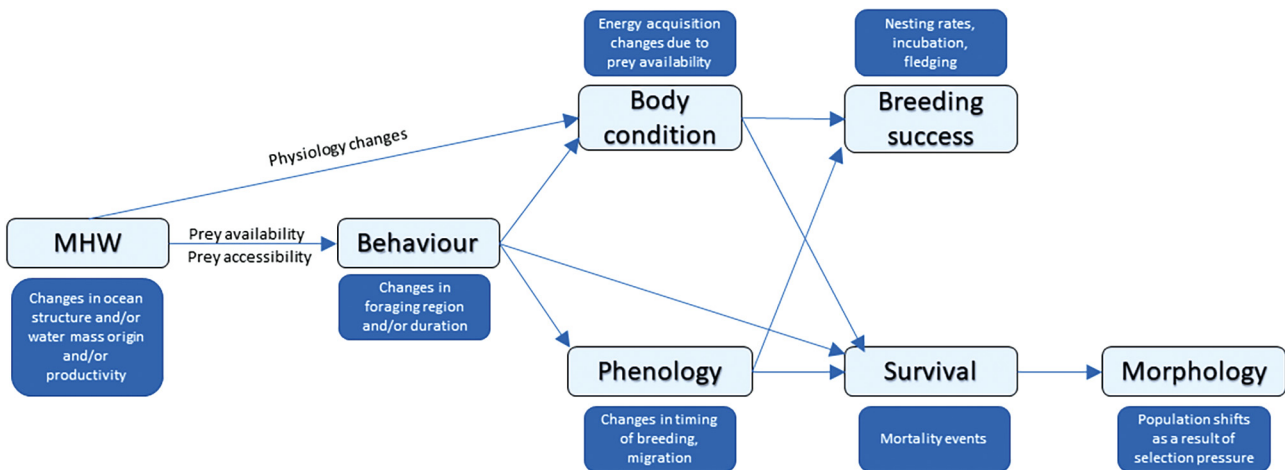 Energy acquisition
changes due to
prey availability
Nesting rates,
incubation,
fledging
Body
condition
Breeding
success
Physiology changes
MHW
Prey availability
Prey accessibility
Behaviour
Changes in ocean
structure and/or
water mass origin
and/or
productivity
Changes in
foraging region
and/or duration
Phenology
Survival
Morphology
Changes in timing
of breeding,
migration
Mortality events
Population shifts
as a result of
selection pressure